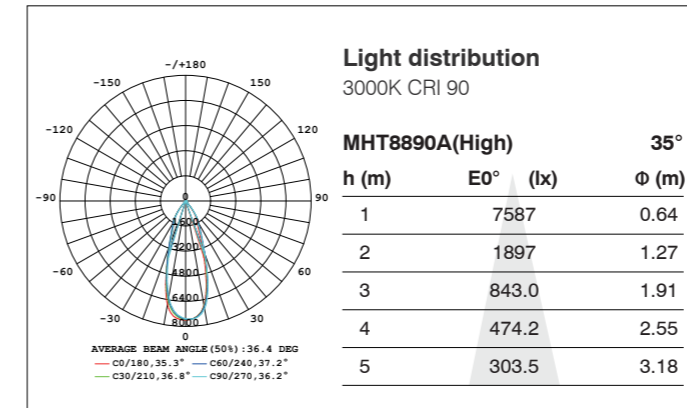 -/+180
-150
150
-120
120
-90
90
-60
60
-30
30
0
0
1600
3200
4800
6400
8000
AVERAGE BEAM ANGLE(50%):36.4 DEG
C0/180,35.3° C60/240,37.2°
C30/210,36.8° C90/270,36.2°
Light distribution
3000K CRI 90
MHT8890A(High) 35°
h (m) E0° (lx) Φ (m)
1 7587 0.64
2 1897 1.27
3 843.0 1.91
4 474.2 2.55
5 303.5 3.18